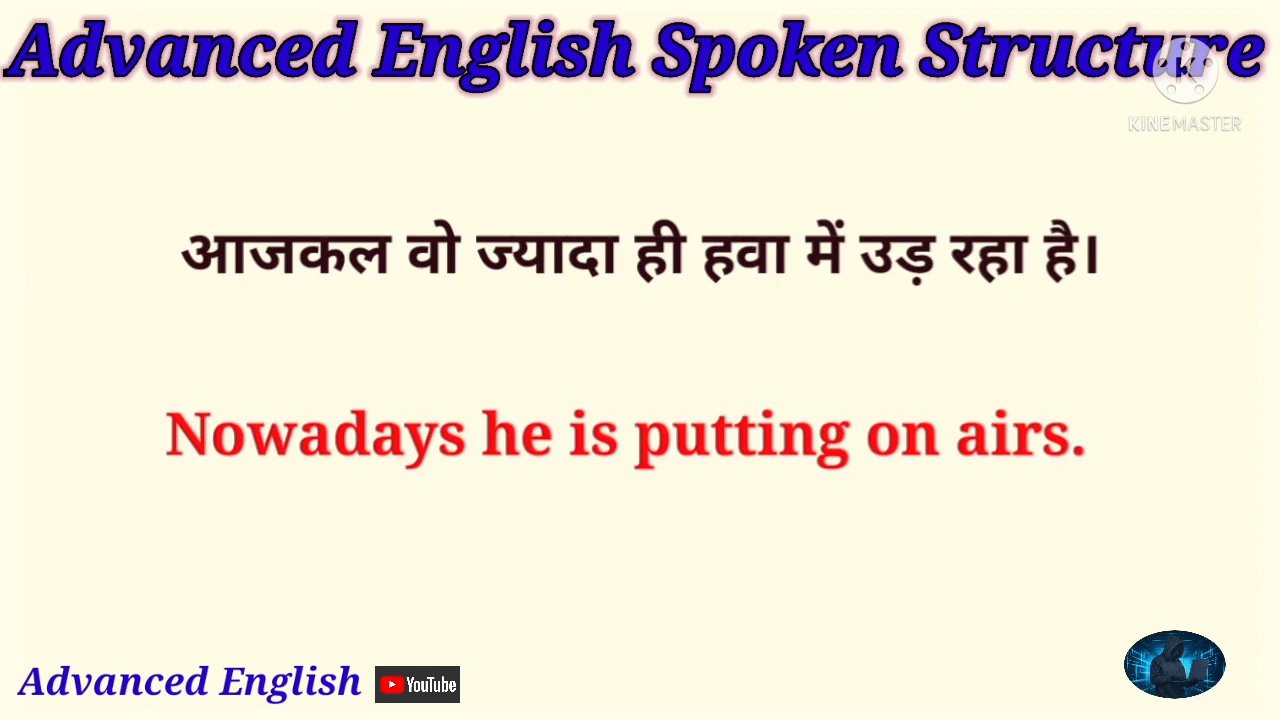 Advanced English Spoken Structure
KINEMASTER
आजकल वो ज्यादा ही हवा में उड़ रहा है।
Nowadays he is putting on airs.
Advanced English YouTube